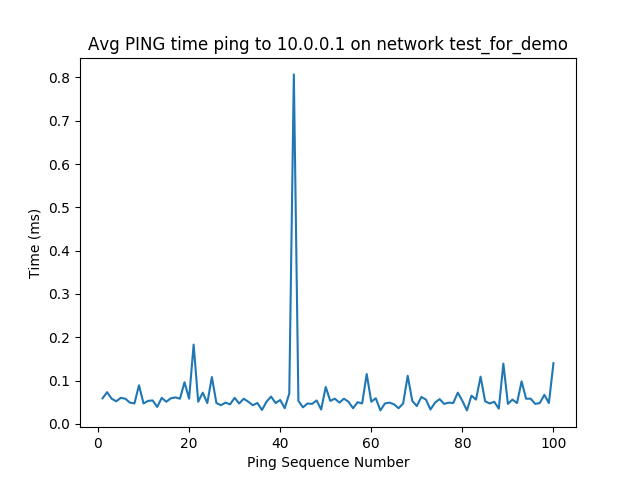 Avg PING time ping to 10.0.0.1 on network test_for_demo
0.8
0.7
0.6
0.5
0.4
0.3
0.2
0.1
0.0
Time (ms)
0 20 40 60 80 100
Ping Sequence Number